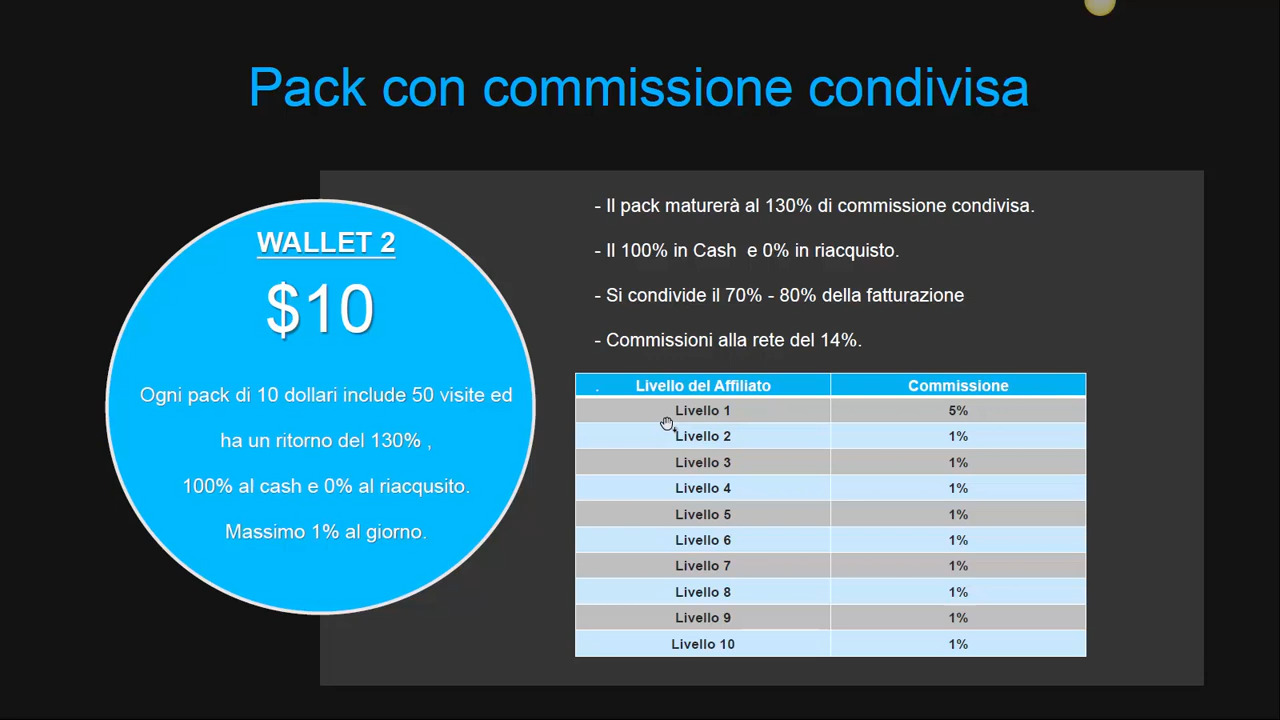 Pack con commissione condivisa
WALLET 2
$10
Ogni pack di 10 dollari include 50 visite ed
ha un ritorno del 130% ,
100% al cash e 0% al riacqusito.
Massimo 1% al giorno.
- Il pack maturerà al 130% di commissione condivisa.
- Il 100% in Cash e 0% in riacquisto.
- Si condivide il 70% - 80% della fatturazione
- Commissioni alla rete del 14%.
. Livello del Affiliato Commissione
Livello 1 5%
Livello 2 1%
Livello 3 1%
Livello 4 1%
Livello 5 1%
Livello 6 1%
Livello 7 1%
Livello 8 1%
Livello 9 1%
Livello 10 1%